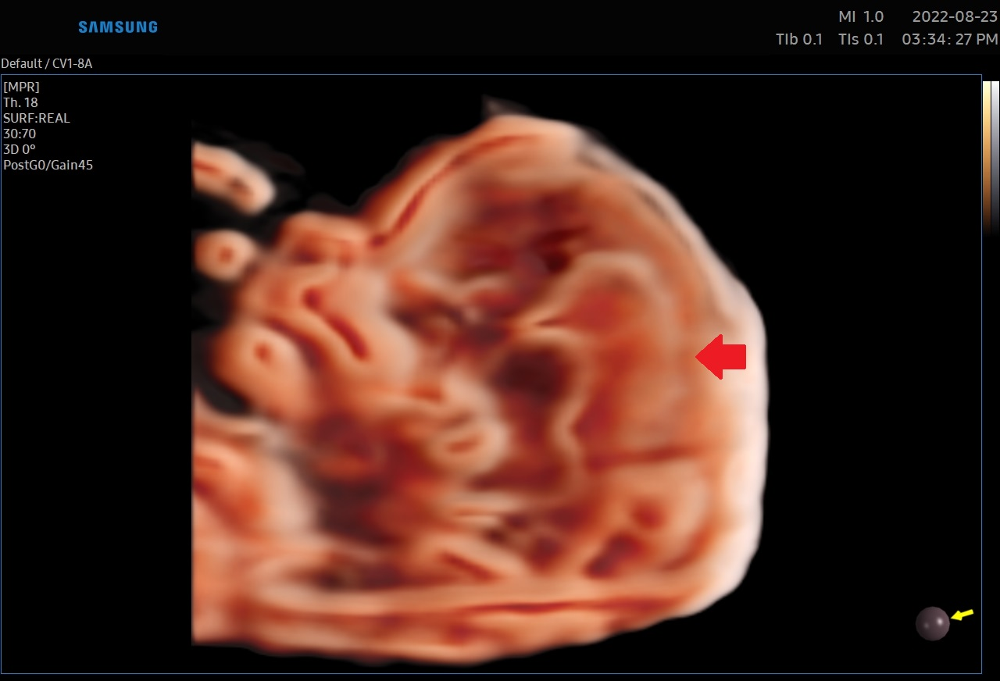 SAMSUNG
MI 1.0 2022-08-23
TIb 0.1 TIs 0.1 03:34: 27 PM
Default / CV1-8A
[MPR]
Th. 18
SURF:REAL
30:70
3D 0º
PostG0/Gain45